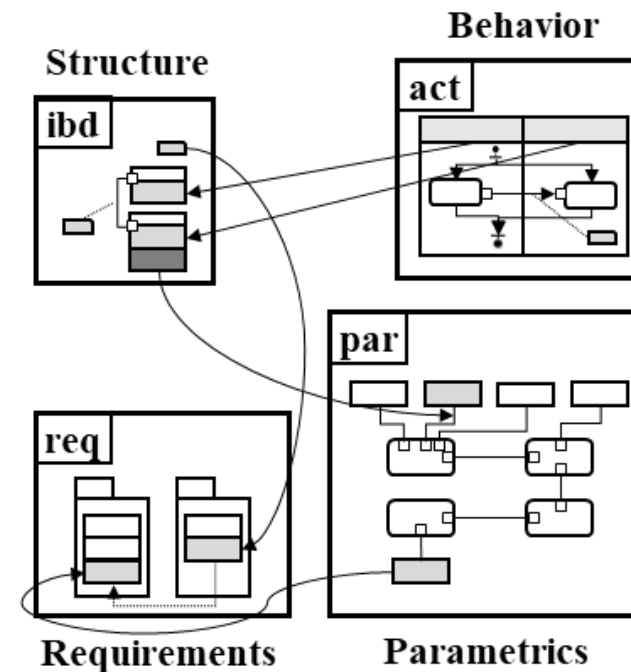 Behavior
Structure
act
ibd
par
req
Requirements
Parametrics